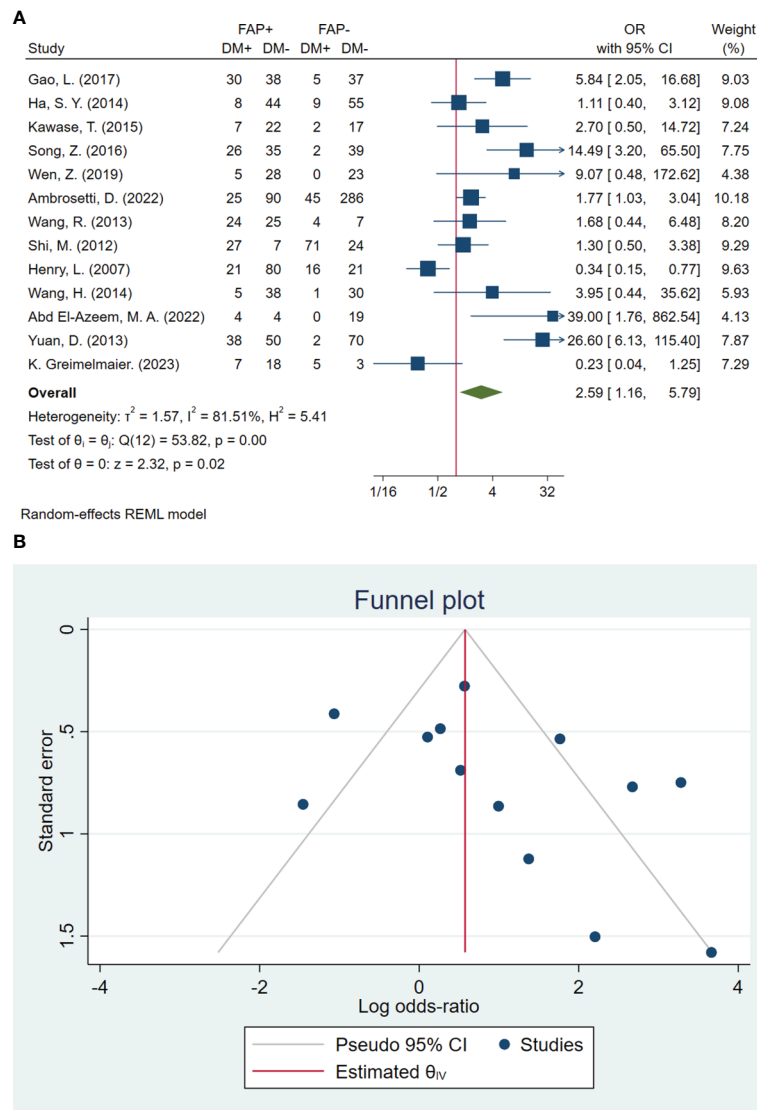 A
FAP+ FAP- OR Weight
Study DM+ DM- DM+ DM- with 95% CI (%)
Gao, L. (2017) 30 38 5 37 5.84 [ 2.05, 16.68] 9.03
Ha, S. Y. (2014) 8 44 9 55 1.11 [ 0.40, 3.12] 9.08
Kawase, T. (2015) 7 22 2 17 2.70 [ 0.50, 14.72] 7.24
Song, Z. (2016) 26 35 2 39 14.49 [ 3.20, 65.50] 7.75
Wen, Z. (2019) 5 28 0 23 9.07 [ 0.48, 172.62] 4.38
Ambrosetti, D. (2022) 25 90 45 286 1.77 [ 1.03, 3.04] 10.18
Wang, R. (2013) 24 25 4 7 1.68 [ 0.44, 6.48] 8.20
Shi, M. (2012) 27 7 71 24 1.30 [ 0.50, 3.38] 9.29
Henry, L. (2007) 21 80 16 21 0.34 [ 0.15, 0.77] 9.63
Wang, H. (2014) 5 38 1 30 3.95 [ 0.44, 35.62] 5.93
Abd El-Azeem, M. A. (2022) 4 4 0 19 39.00 [ 1.76, 862.54] 4.13
Yuan, D. (2013) 38 50 2 70 26.60 [ 6.13, 115.40] 7.87
K. Greimelmaier. (2023) 7 18 5 3 0.23 [ 0.04, 1.25] 7.29
Overall 2.59 [ 1.16, 5.79]
Heterogeneity: τ² = 1.57, I² = 81.51%, H² = 5.41
Test of θᵢ = θⱼ: Q(12) = 53.82, p = 0.00
Test of θ = 0: z = 2.32, p = 0.02
1/16 1/2 4 32
Random-effects REML model
B
Funnel plot
0
.5
1
1.5
Standard error
-4 -2 0 2 4
Log odds-ratio
Pseudo 95% CI Studies
Estimated θIV